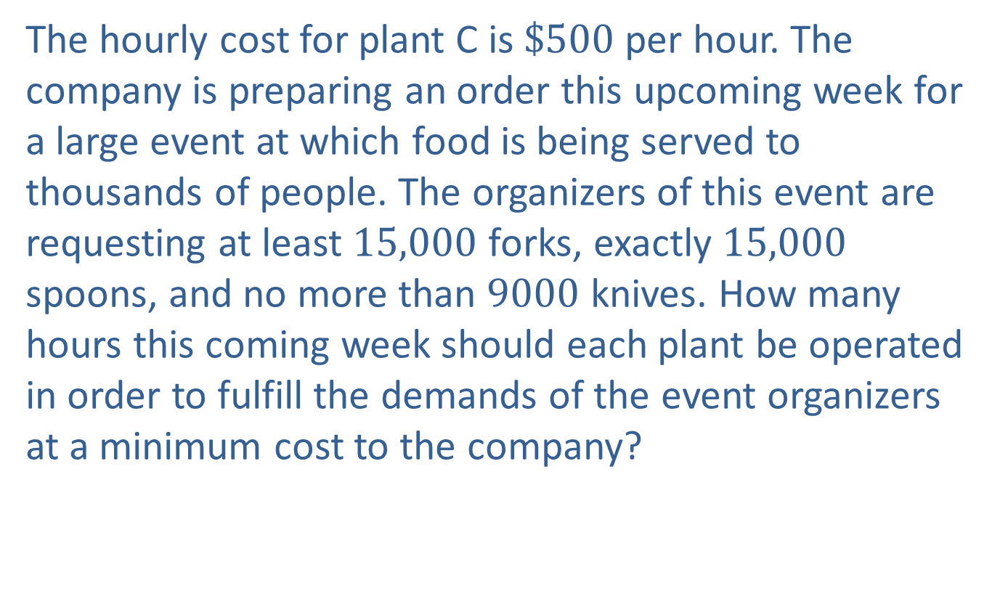 The hourly cost for plant C is $500 per hour. The
company is preparing an order this upcoming week for
a large event at which food is being served to
thousands of people. The organizers of this event are
requesting at least 15,000 forks, exactly 15,000
spoons, and no more than 9000 knives. How many
hours this coming week should each plant be operated
in order to fulfill the demands of the event organizers
at a minimum cost to the company?